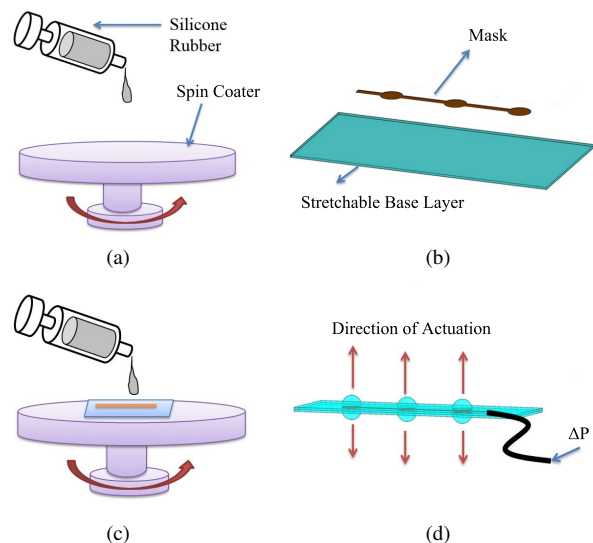 Silicone
Rubber
Spin Coater
(a)
Mask
Stretchable Base Layer
(b)
(c)
Direction of Actuation
ΔP
(d)